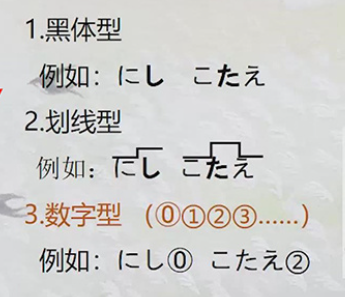 1.黑体型
例如：にし こたえ
2.划线型
例如：にし こたえ
3.数字型 （⓪①②③......）
例如：にし⓪ こたえ②